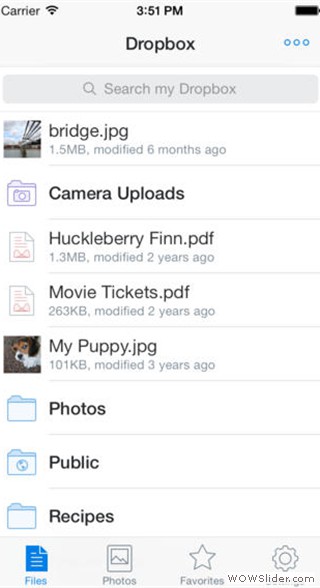 Carrier 3:51 PM
Dropbox
Search my Dropbox
bridge.jpg
1.5MB, modified 6 months ago
Camera Uploads
Huckleberry Finn.pdf
1.3MB, modified 2 years ago
Movie Tickets.pdf
263KB, modified 2 years ago
My Puppy.jpg
101KB, modified 3 years ago
Photos
Public
Recipes
Files Photos Favorites
WOWSlider.com